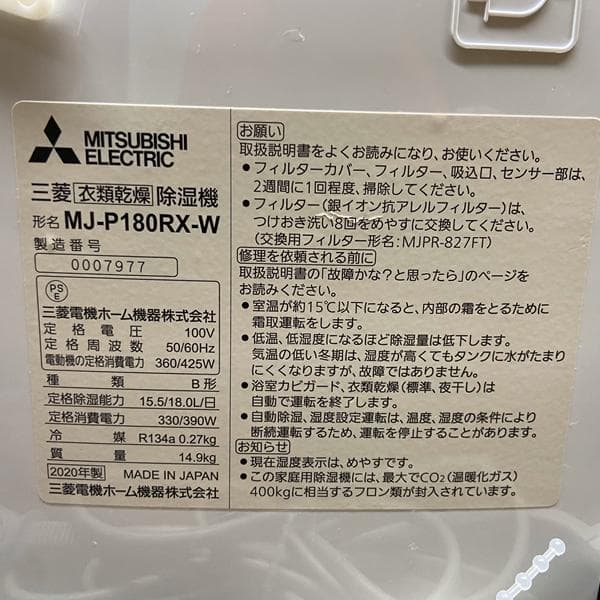 MITSUBISHI
ELECTRIC
三菱 衣類乾燥 除湿機
形名 MJ-P180RX-W
製造番号
0007977
PS
E
三菱電機ホーム機器株式会社
定格電圧 100V
定格周波数 50/60Hz
電動機の定格消費電力 360/425W
種類 B形
定格除湿能力 15.5/18.0L/日
定格消費電力 330/390W
冷媒 R134a 0.27kg
質量 14.9kg
2020年製 MADE IN JAPAN
三菱電機ホーム機器株式会社
お願い
取扱説明書をよくお読みになり、お使いください。
●フィルターカバー、フィルター、吸込口、センサー部は、
2週間に1回程度、掃除してください。
●フィルター(銀イオン抗アレルフィルター)は、
つけおき洗い8回をめやすに交換してください。
(交換用フィルター形名:MJPR-827FT)
修理を依頼される前に
取扱説明書の「故障かな?と思ったら」のページを
お読みください。
●室温が約15℃以下になると、内部の霜をとるために
霜取運転をします。
●低温、低湿度になるほど除湿量は低下します。
気温の低い冬期は、湿度が高くてもタンクに水がたまり
にくくなりますが、故障ではありません。
●浴室カビガード、衣類乾燥(標準、夜干し)は
自動で運転を終了します。
●自動除湿、湿度設定運転は、温度、湿度の条件により
断続運転するため、運転を停止することがあります。
お知らせ
●現在湿度表示は、めやすです。
●この家庭用除湿機には、最大でCO2(温暖化ガス)
400kgに相当するフロン類が封入されています。